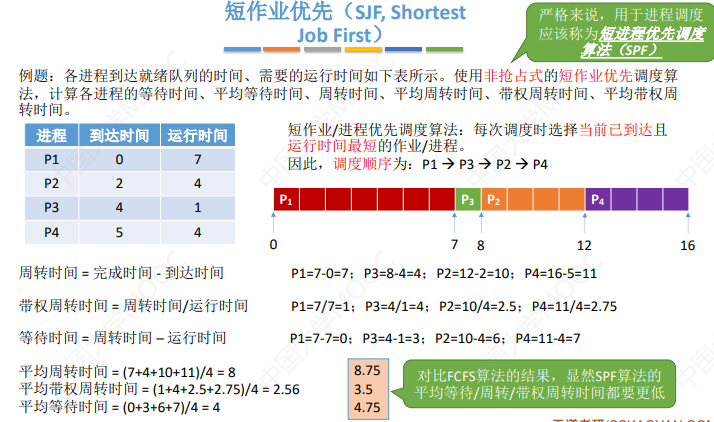 短作业优先（SJF, Shortest
Job First）
严格来说，用于进程调度
应该称为短进程优先调度
算法（SPF）
例题：各进程到达就绪队列的时间、需要的运行时间如下表所示。使用非抢占式的短作业优先调度算
法，计算各进程的等待时间、平均等待时间、周转时间、平均周转时间、带权周转时间、平均带权周
转时间。
进程 到达时间 运行时间
P1 0 7
P2 2 4
P3 4 1
P4 5 4
短作业/进程优先调度算法：每次调度时选择当前已到达且
运行时间最短的作业/进程。
因此，调度顺序为：P1 → P3 → P2 → P4
P1 P3 P2 P4
0 7 8 12 16
周转时间 = 完成时间 - 到达时间 P1=7-0=7；P3=8-4=4；P2=12-2=10；P4=16-5=11
带权周转时间 = 周转时间/运行时间 P1=7/7=1；P3=4/1=4；P2=10/4=2.5；P4=11/4=2.75
等待时间 = 周转时间 – 运行时间 P1=7-7=0；P3=4-1=3；P2=10-4=6；P4=11-4=7
平均周转时间 = (7+4+10+11)/4 = 8 8.75
平均带权周转时间 = (1+4+2.5+2.75)/4 = 2.56 3.5
平均等待时间 = (0+3+6+7)/4 = 4 4.75
对比FCFS算法的结果，显然SPF算法的
平均等待/周转/带权周转时间都要更低